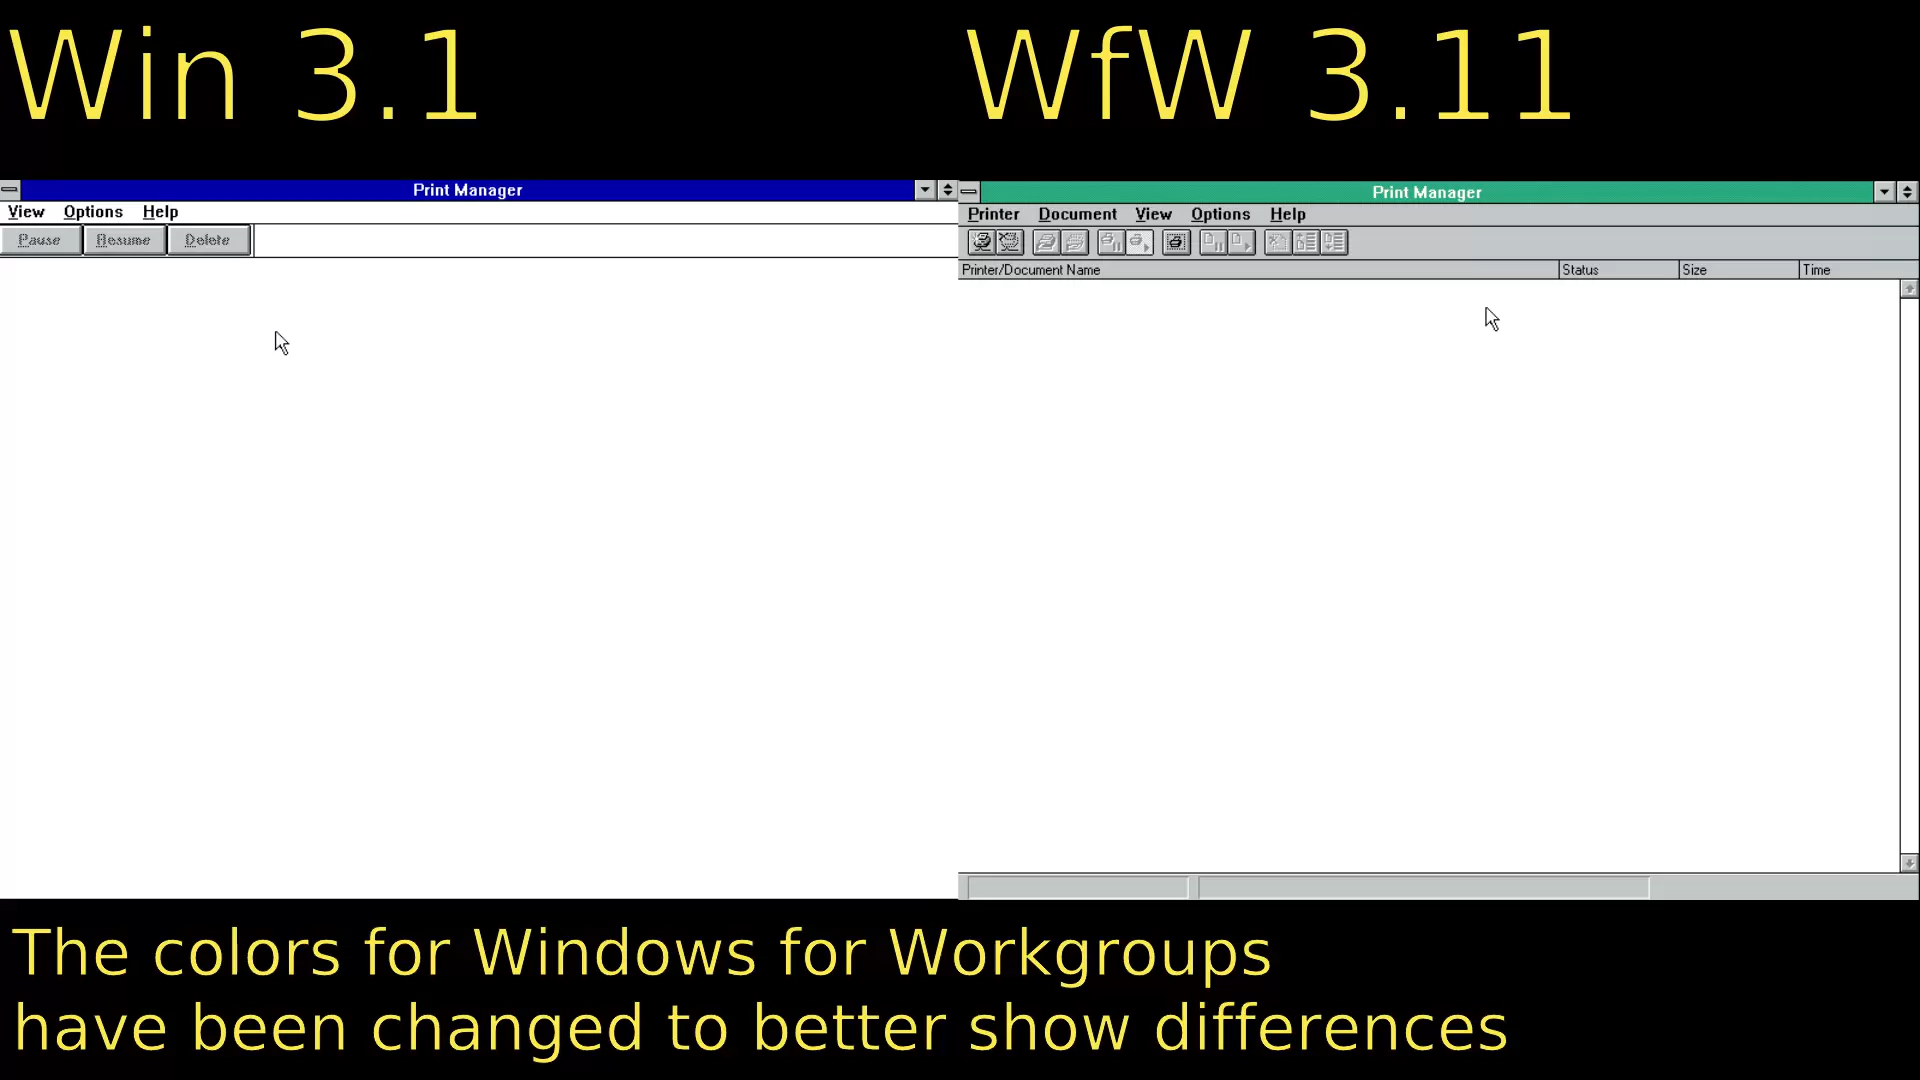 Win 3.1
WfW 3.11
Print Manager
View Options Help
Pause Resume Delete
Print Manager
Printer Document View Options Help
Printer/Document Name Status Size Time
The colors for Windows for Workgroups
have been changed to better show differences